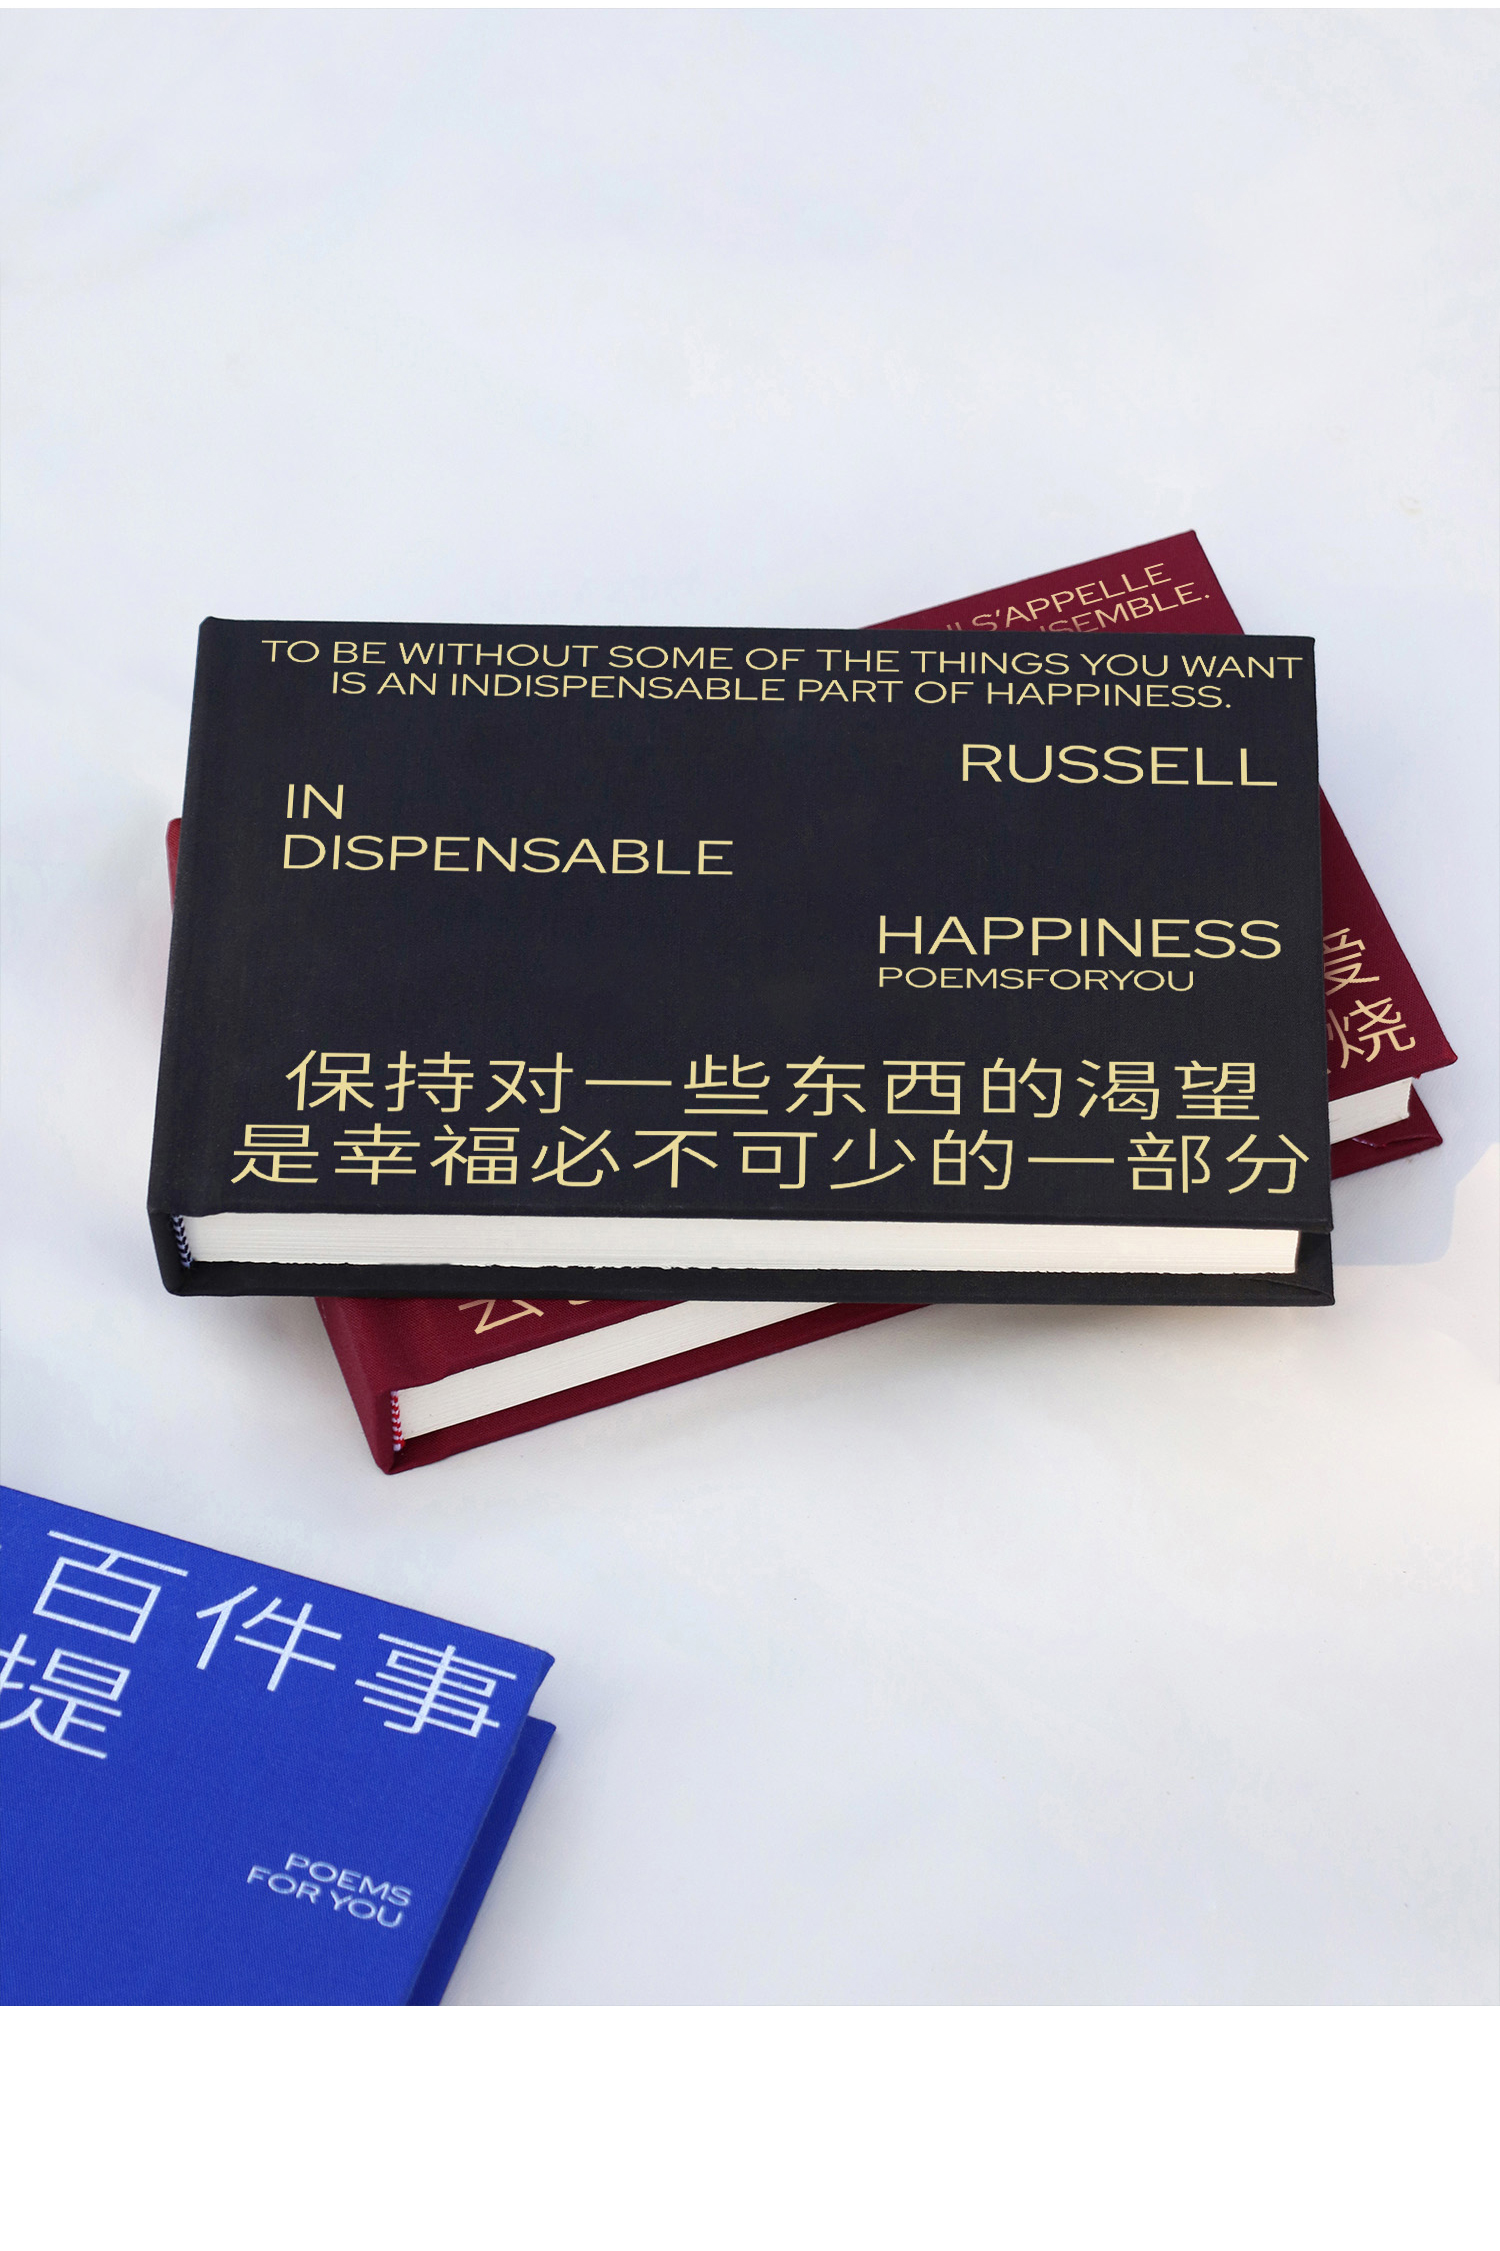 S'APPELLE
SEMBLE.
TO BE WITHOUT SOME OF THE THINGS YOU WANT
IS AN INDISPENSABLE PART OF HAPPINESS.
RUSSELL
IN
DISPENSABLE
HAPPINESS
POEMSFORYOU
保持对一些东西的渴望
是幸福必不可少的一部分
爱
烧
百件事
提
POEMS
FOR YOU